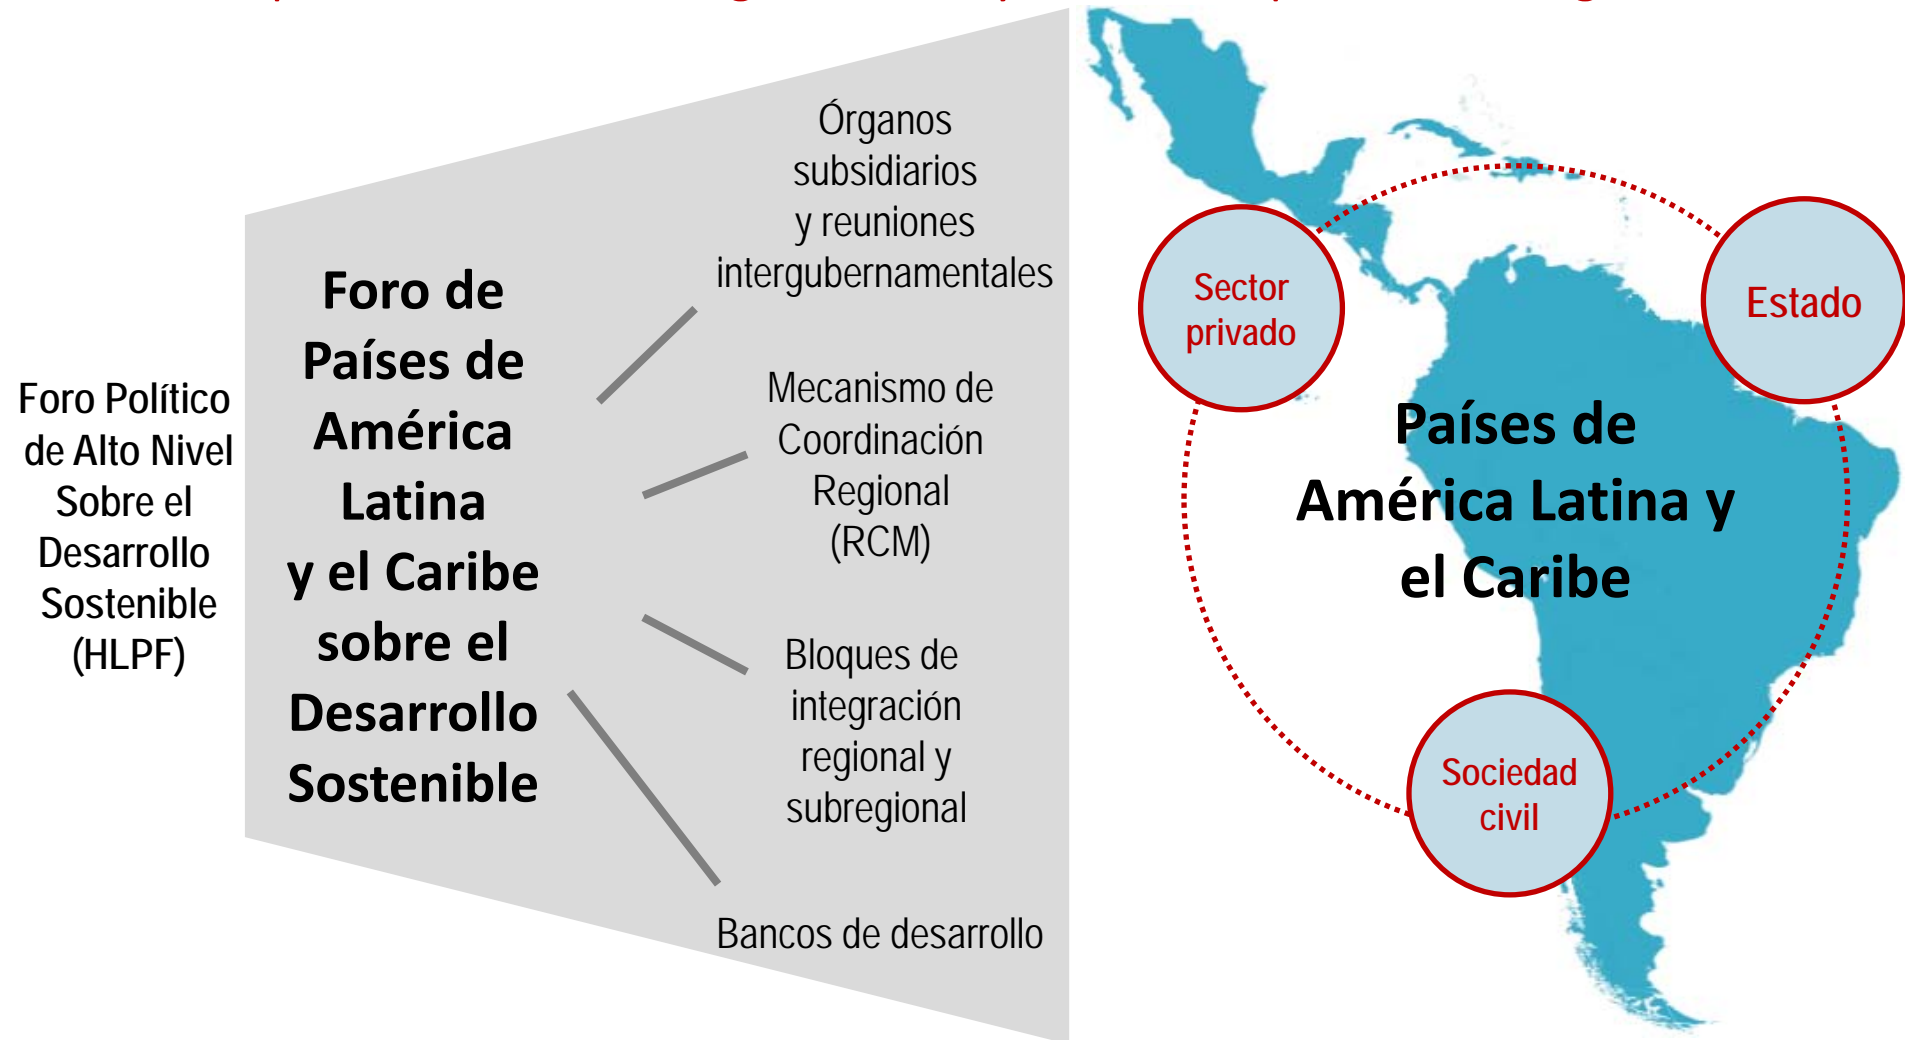 Foro Político
de Alto Nivel
Sobre el
Desarrollo
Sostenible
(HLPF)
Foro de
Países de
América
Latina
y el Caribe
sobre el
Desarrollo
Sostenible
Órganos
subsidiarios
y reuniones
intergubernamentales
Mecanismo de
Coordinación
Regional
(RCM)
Bloques de
integración
regional y
subregional
Bancos de desarrollo
Sector
privado
Estado
Países de
América Latina y
el Caribe
Sociedad
civil